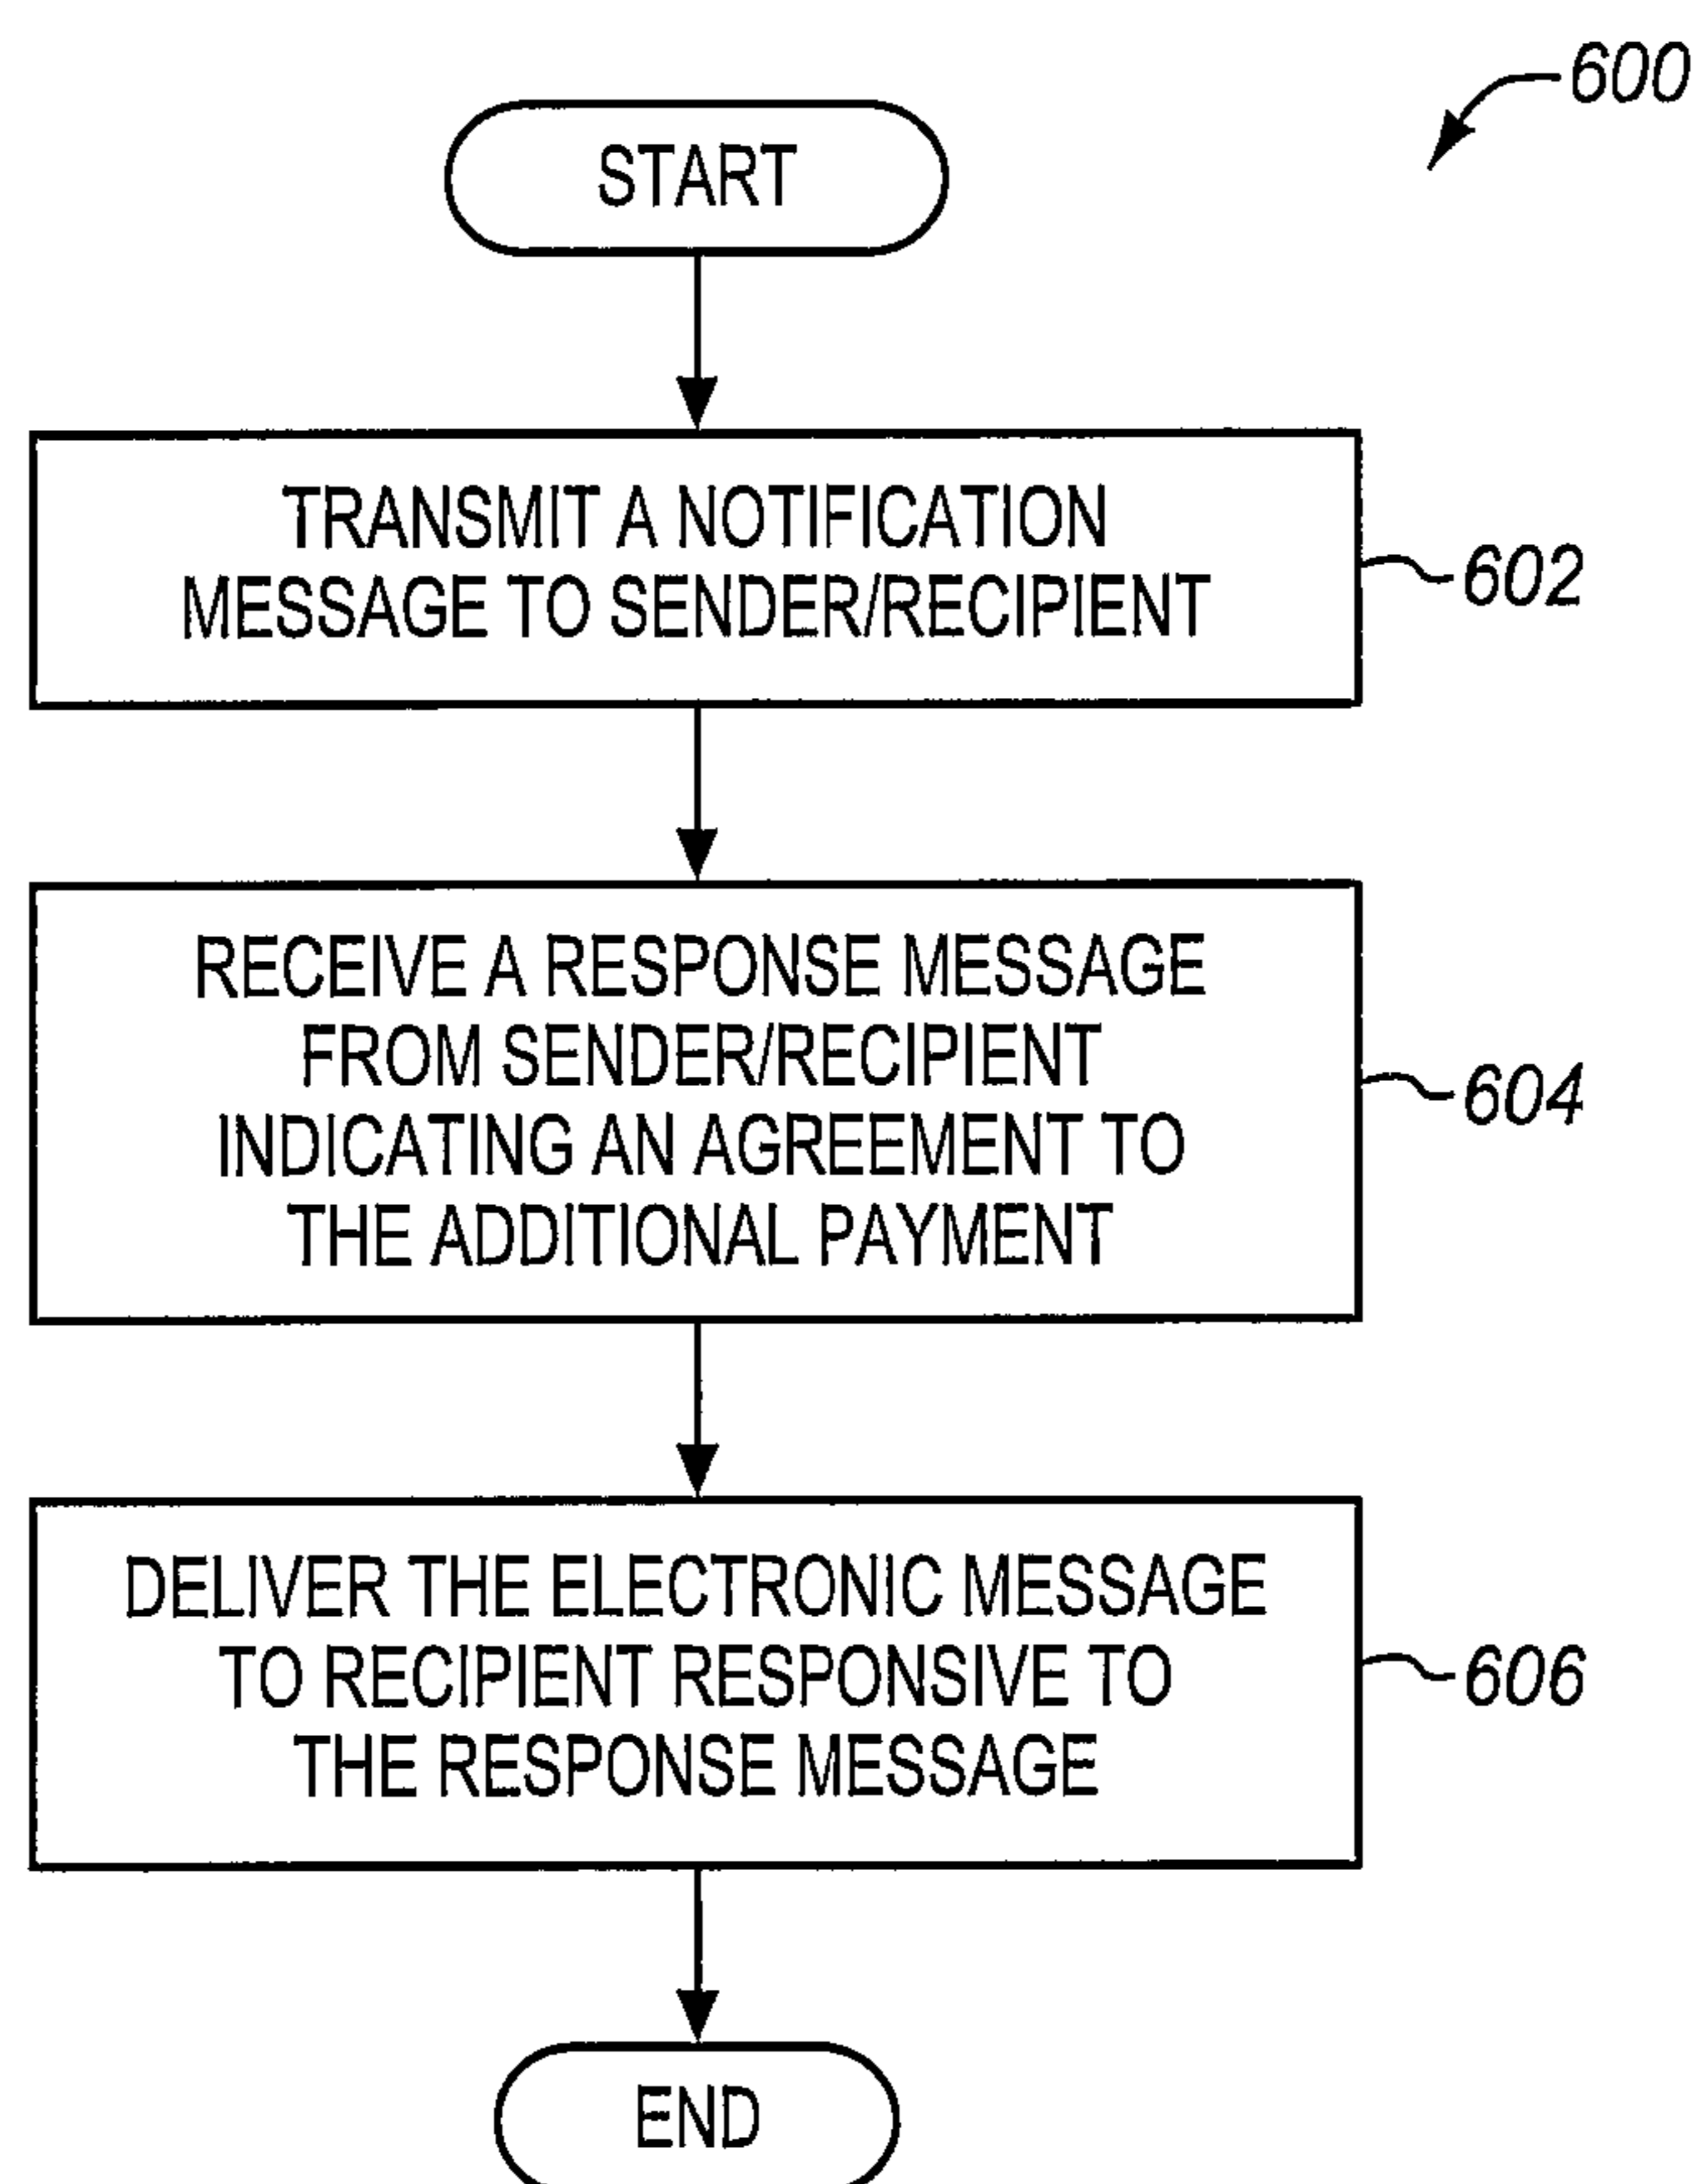 600
START
TRANSMIT A NOTIFICATION
MESSAGE TO SENDER/RECIPIENT
602
RECEIVE A RESPONSE MESSAGE
FROM SENDER/RECIPIENT
INDICATING AN AGREEMENT TO
THE ADDITIONAL PAYMENT
604
DELIVER THE ELECTRONIC MESSAGE
TO RECIPIENT RESPONSIVE TO
THE RESPONSE MESSAGE
606
END